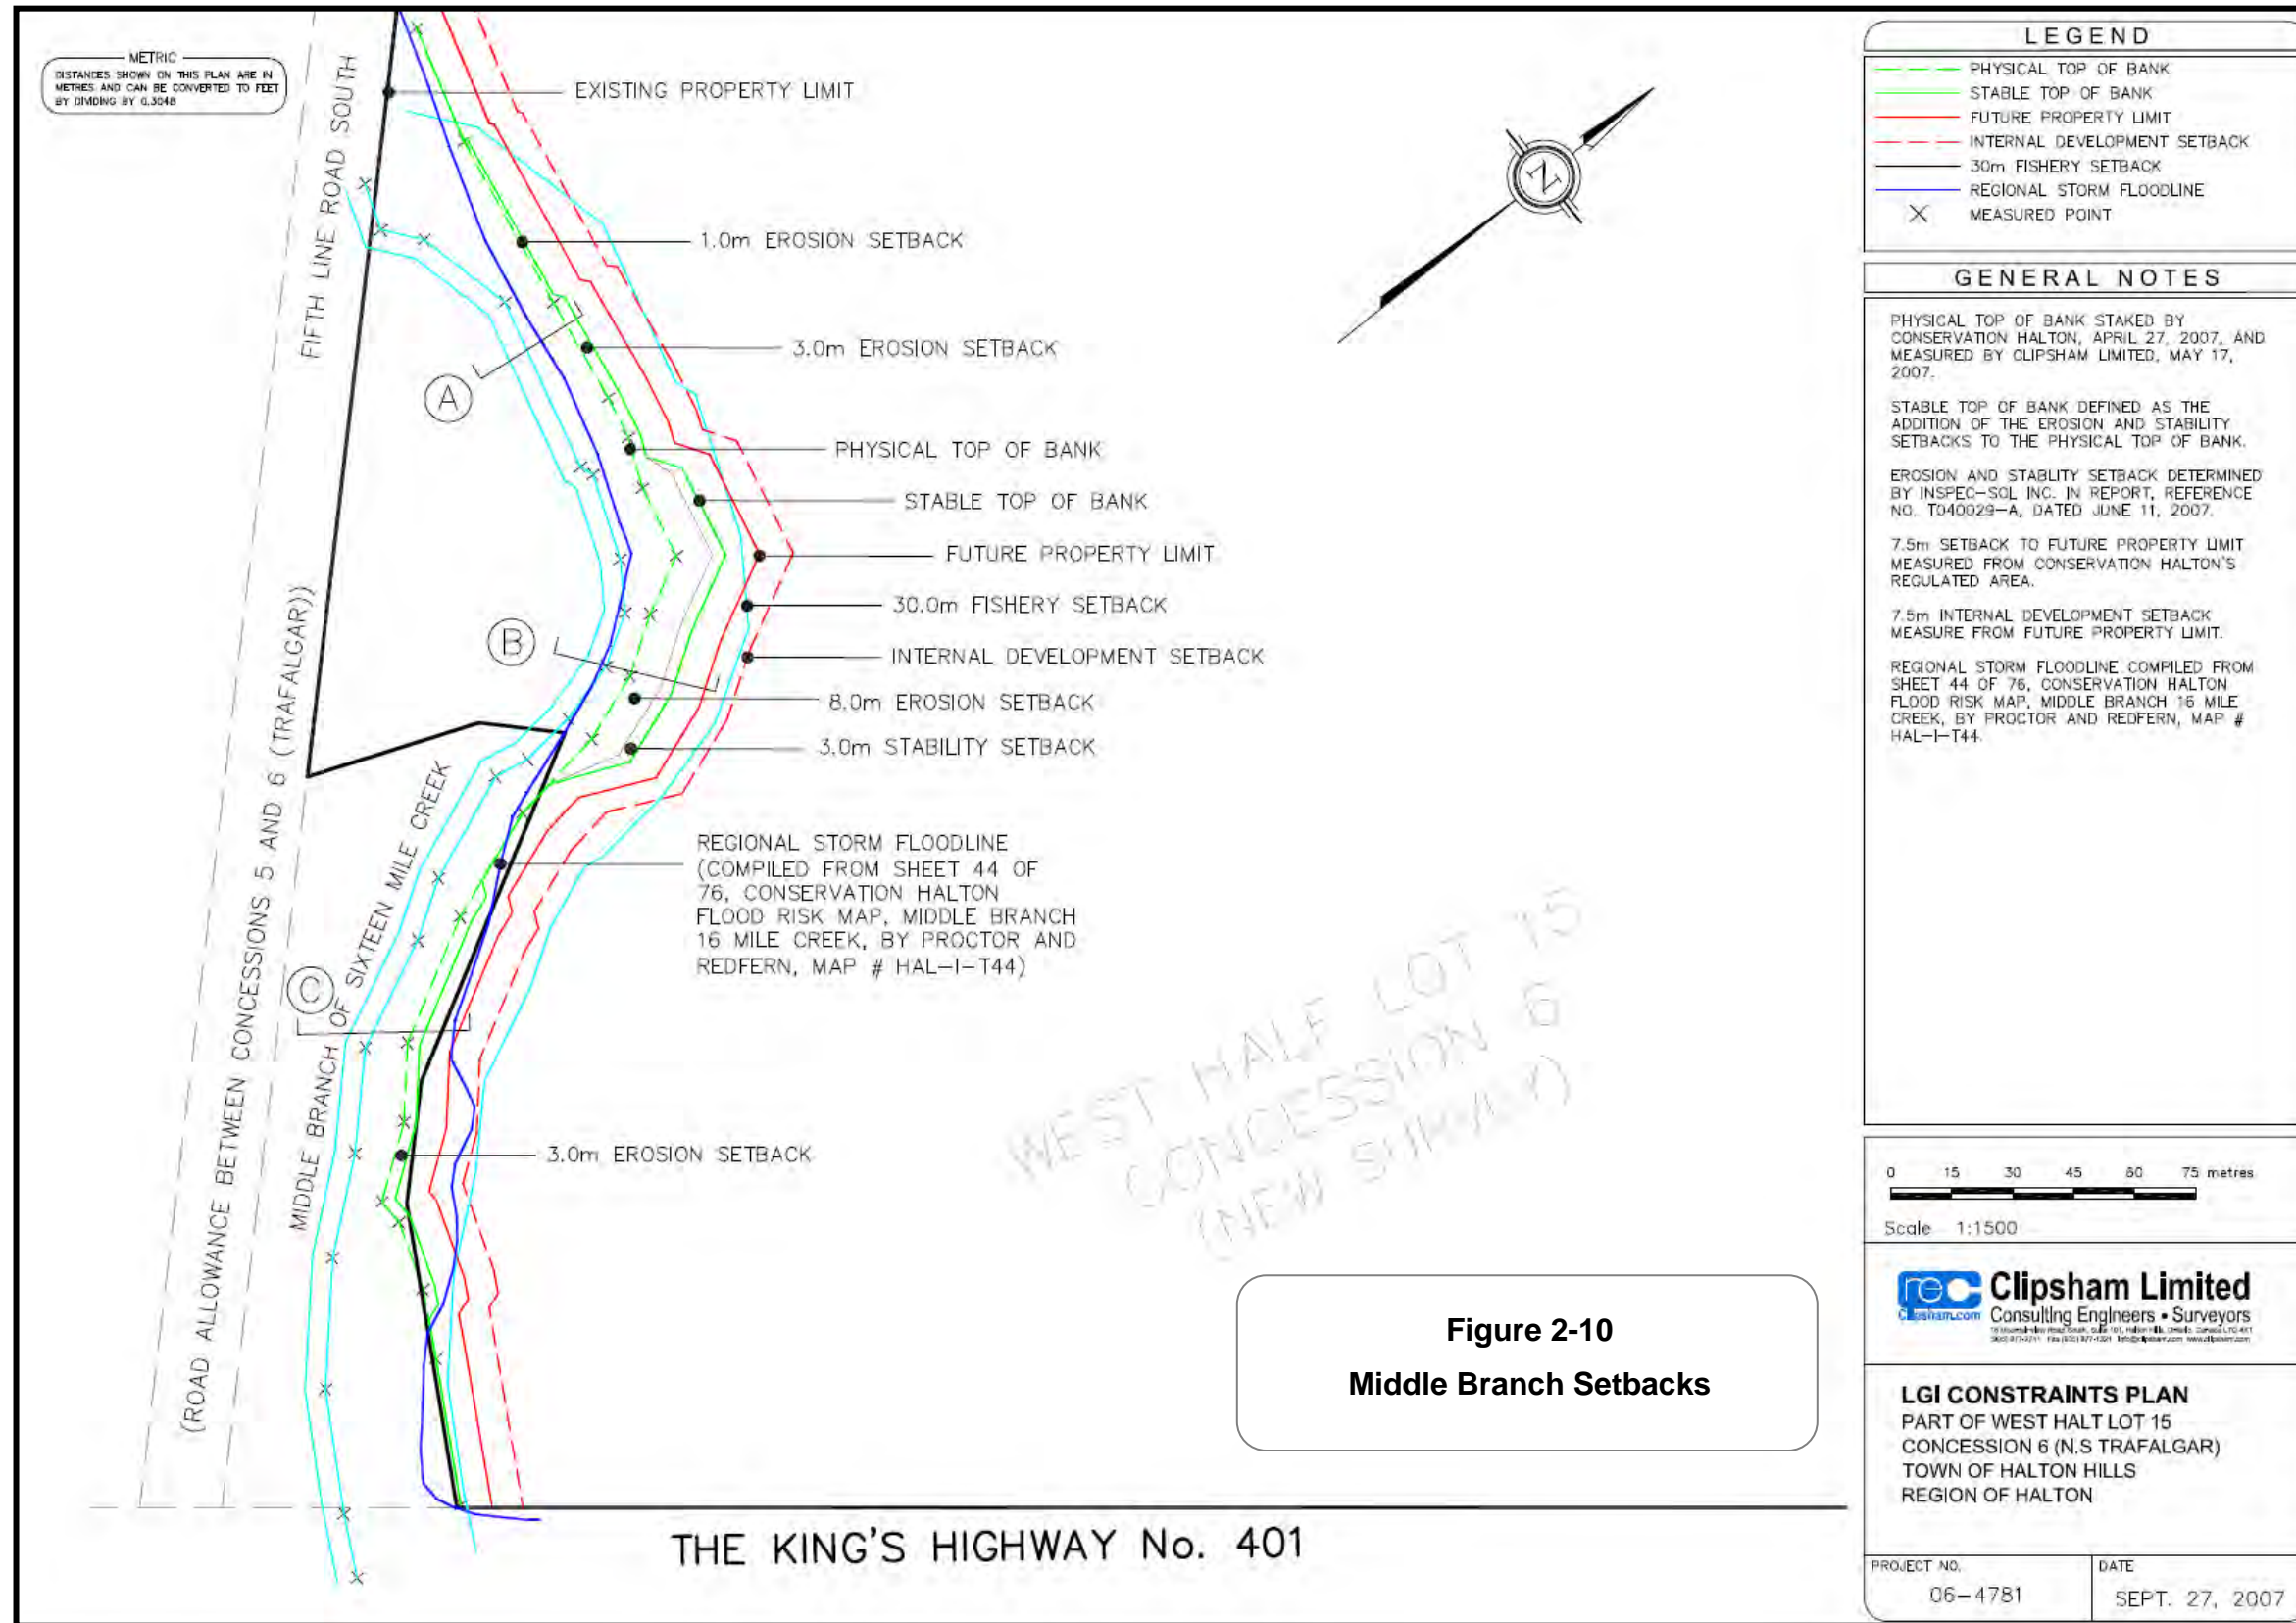 METRIC
DISTANCES SHOWN ON THIS PLAN ARE IN
METRES AND CAN BE CONVERTED TO FEET
BY DIVIDING BY 0.3048
FIFTH LINE ROAD SOUTH
(ROAD ALLOWANCE BETWEEN CONCESSIONS 5 AND 6 (TRAFALGAR))
MIDDLE BRANCH OF SIXTEEN MILE CREEK
EXISTING PROPERTY LIMIT
1.0m EROSION SETBACK
3.0m EROSION SETBACK
A
PHYSICAL TOP OF BANK
STABLE TOP OF BANK
FUTURE PROPERTY LIMIT
30.0m FISHERY SETBACK
B
INTERNAL DEVELOPMENT SETBACK
8.0m EROSION SETBACK
3.0m STABILITY SETBACK
REGIONAL STORM FLOODLINE
(COMPILED FROM SHEET 44 OF
76, CONSERVATION HALTON
FLOOD RISK MAP, MIDDLE BRANCH
16 MILE CREEK, BY PROCTOR AND
REDFERN, MAP # HAL-I-T44)
C
3.0m EROSION SETBACK
N
WEST HALF LOT 15
CONCESSION 6
(NEW SURVEY)
Figure 2-10
Middle Branch Setbacks
THE KING'S HIGHWAY No. 401
LEGEND
PHYSICAL TOP OF BANK
STABLE TOP OF BANK
FUTURE PROPERTY LIMIT
INTERNAL DEVELOPMENT SETBACK
30m FISHERY SETBACK
REGIONAL STORM FLOODLINE
MEASURED POINT
GENERAL NOTES
PHYSICAL TOP OF BANK STAKED BY
CONSERVATION HALTON, APRIL 27, 2007, AND
MEASURED BY CLIPSHAM LIMITED, MAY 17,
2007.
STABLE TOP OF BANK DEFINED AS THE
ADDITION OF THE EROSION AND STABILITY
SETBACKS TO THE PHYSICAL TOP OF BANK.
EROSION AND STABLITY SETBACK DETERMINED
BY INSPEC-SOL INC. IN REPORT, REFERENCE
NO. T040029-A, DATED JUNE 11, 2007.
7.5m SETBACK TO FUTURE PROPERTY LIMIT
MEASURED FROM CONSERVATION HALTON'S
REGULATED AREA.
7.5m INTERNAL DEVELOPMENT SETBACK
MEASURE FROM FUTURE PROPERTY LIMIT.
REGIONAL STORM FLOODLINE COMPILED FROM
SHEET 44 OF 76, CONSERVATION HALTON
FLOOD RISK MAP, MIDDLE BRANCH 16 MILE
CREEK, BY PROCTOR AND REDFERN, MAP #
HAL-I-T44.
0 15 30 45 60 75 metres
Scale 1:1500
rec Clipsham Limited
Clipsham.com Consulting Engineers • Surveyors
LGI CONSTRAINTS PLAN
PART OF WEST HALT LOT 15
CONCESSION 6 (N.S TRAFALGAR)
TOWN OF HALTON HILLS
REGION OF HALTON
PROJECT NO.
06-4781
DATE
SEPT. 27, 2007